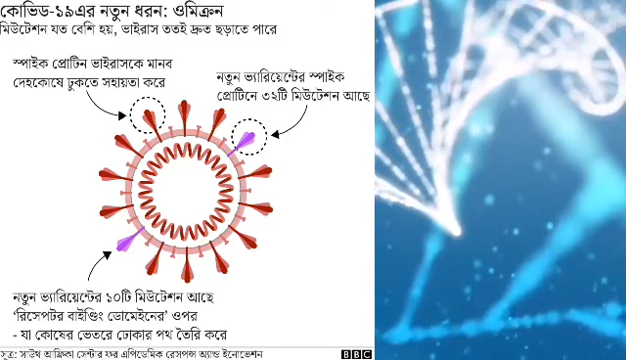 কোভিড-১৯এর নতুন ধরন: ওমিক্রন
মিউটেশন যত বেশি হয়, ভাইরাস ততই দ্রুত ছড়াতে পারে
স্পাইক প্রোটিন ভাইরাসকে মানব
দেহকোষে ঢুকতে সহায়তা করে
নতুন ভ্যারিয়েন্টের স্পাইক
প্রোটিনে ৩২টি মিউটেশন আছে
নতুন ভ্যারিয়েন্টের ১০টি মিউটেশন আছে
‘রিসেপটর বাইণ্ডিং ডোমেইনের’ ওপর
- যা কোষের ভেতরে ঢোকার পথ তৈরি করে
সূত্র: সাউথ আফ্রিকা সেন্টার ফর এপিডেমিক রেসপন্স অ্যান্ড ইনোভেশন
BBC